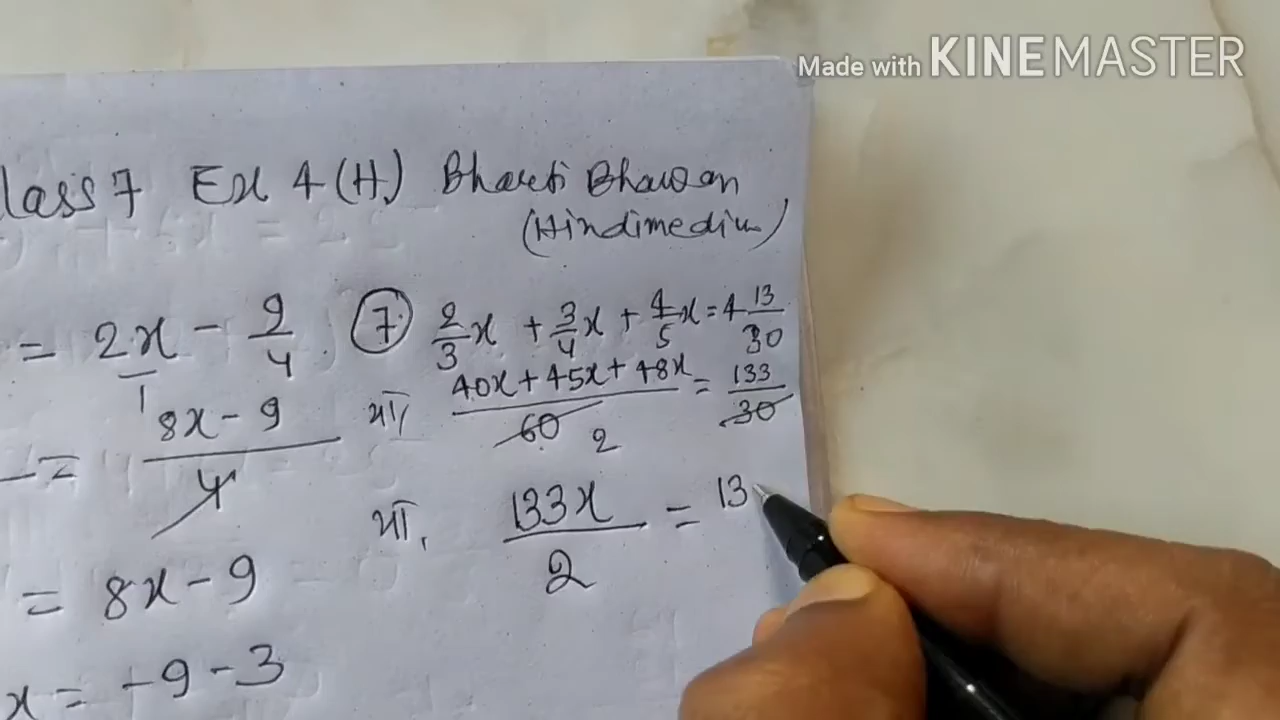 Made with KINEMASTER
lass 7 Ex 4 (H) Bharti Bhawan
(Hindimedium)
= 2x/1 - 9/4
= 8x - 9/4
= 8x - 9
x = -9 - 3
(7) 2/3x + 3/4x + 4/5x = 4 13/30
या, 40x + 45x + 48x/60 = 133/30
2
या, 133x/2 = 13